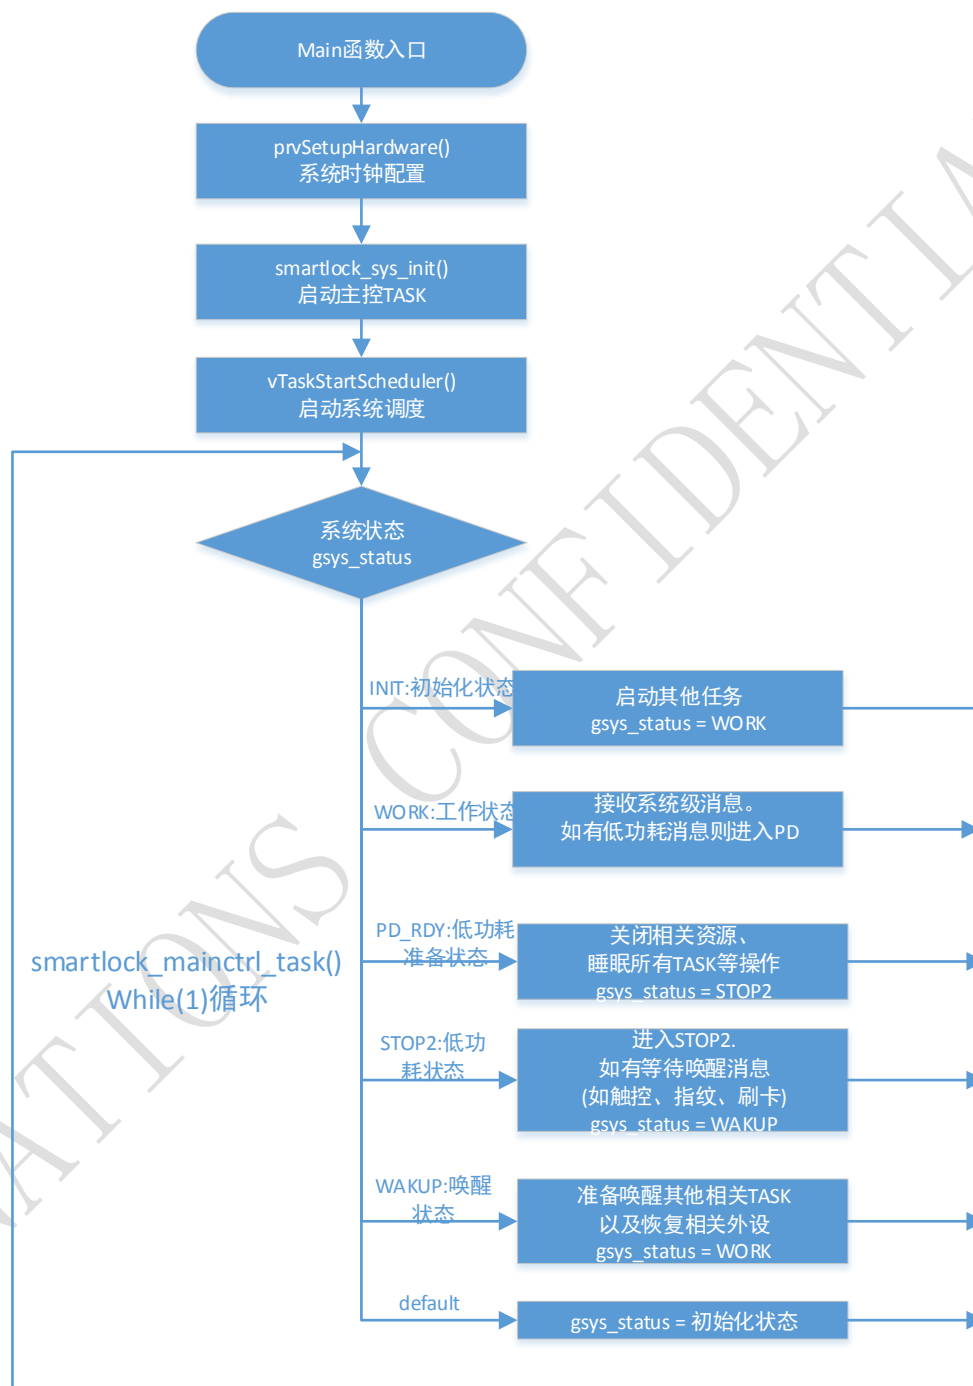 Main函数入口
prvSetupHardware()
系统时钟配置
smartlock_sys_init()
启动主控TASK
vTaskStartScheduler()
启动系统调度
系统状态
gsys_status
INIT:初始化状态
启动其他任务
gsys_status = WORK
WORK:工作状态
接收系统级消息。
如有低功耗消息则进入PD
PD_RDY:低功耗
准备状态
关闭相关资源、
睡眠所有TASK等操作
gsys_status = STOP2
smartlock_mainctrl_task()
While(1)循环
STOP2:低功
耗状态
进入STOP2.
如有等待唤醒消息
(如触控、指纹、刷卡)
gsys_status = WAKUP
WAKUP:唤醒
状态
准备唤醒其他相关TASK
以及恢复相关外设
gsys_status = WORK
default
gsys_status = 初始化状态
NATIONS CONFIDENTIA